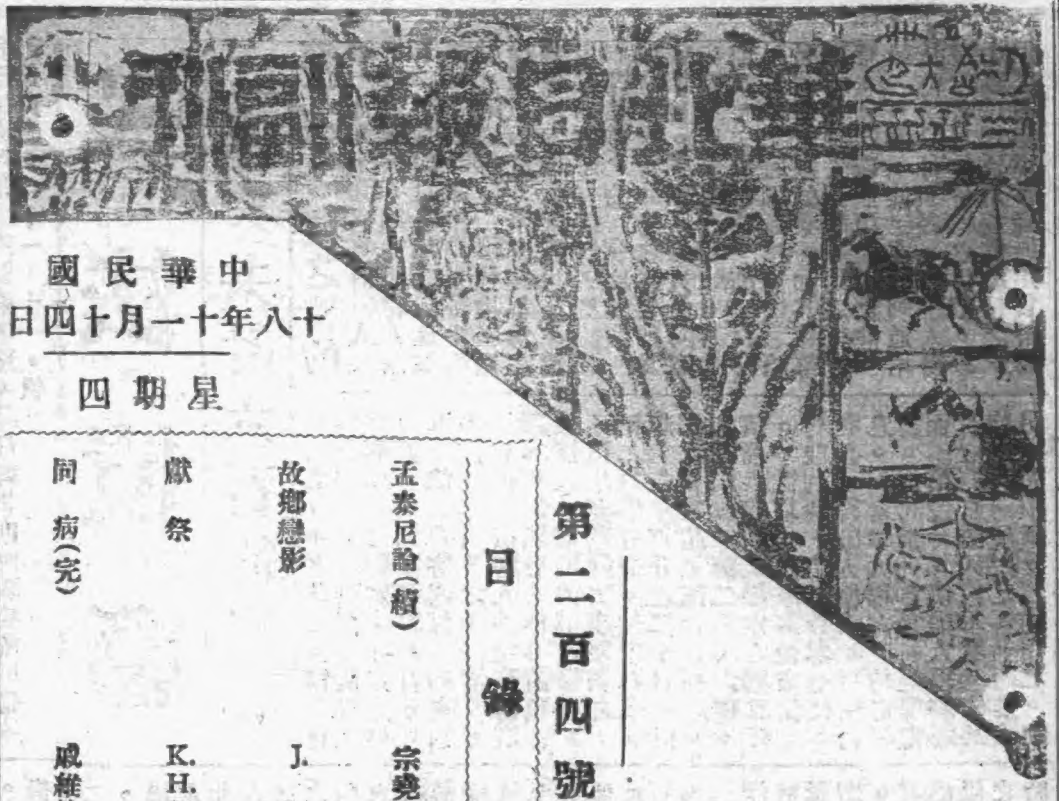 華北日報副刊
中華民國
十八年十一月十四日
星期四
第二百四號
目錄
孟泰尼論(續) 宗堯
故鄉戀影 J.
獻祭 K. H.
同病(完) 戚維